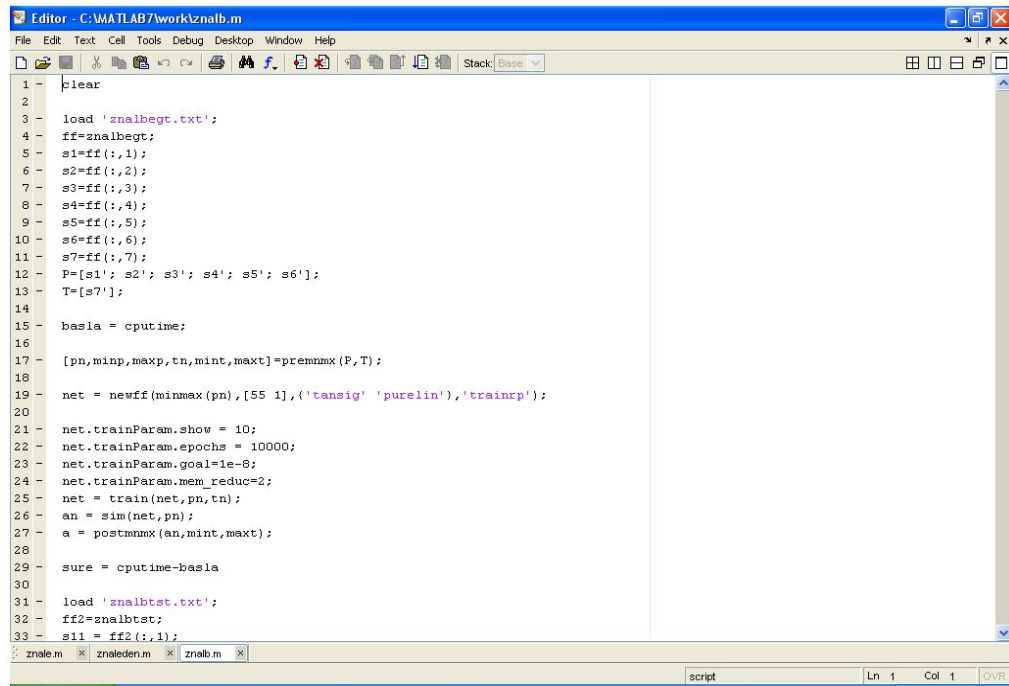 Editor - C:\MATLAB7\work\znalb.m
File Edit Text Cell Tools Debug Desktop Window Help
Stack: Base
1 - clear
2
3 - load 'znalbegt.txt';
4 - ff=znalbegt;
5 - s1=ff(:,1);
6 - s2=ff(:,2);
7 - s3=ff(:,3);
8 - s4=ff(:,4);
9 - s5=ff(:,5);
10 - s6=ff(:,6);
11 - s7=ff(:,7);
12 - P=[s1'; s2'; s3'; s4'; s5'; s6'];
13 - T=[s7'];
14
15 - basla = cputime;
16
17 - [pn,minp,maxp,tn,mint,maxt]=premnmx(P,T);
18
19 - net = newff(minmax(pn),[55 1],{'tansig' 'purelin'},'trainrp');
20
21 - net.trainParam.show = 10;
22 - net.trainParam.epochs = 10000;
23 - net.trainParam.goal=1e-8;
24 - net.trainParam.mem_reduc=2;
25 - net = train(net,pn,tn);
26 - an = sim(net,pn);
27 - a = postmnmx(an,mint,maxt);
28
29 - sure = cputime-basla
30
31 - load 'znalbtst.txt';
32 - ff2=znalbtst;
33 - s11 = ff2(:,1);
znale.m × znaleden.m × znalb.m ×
script Ln 1 Col 1 OVR